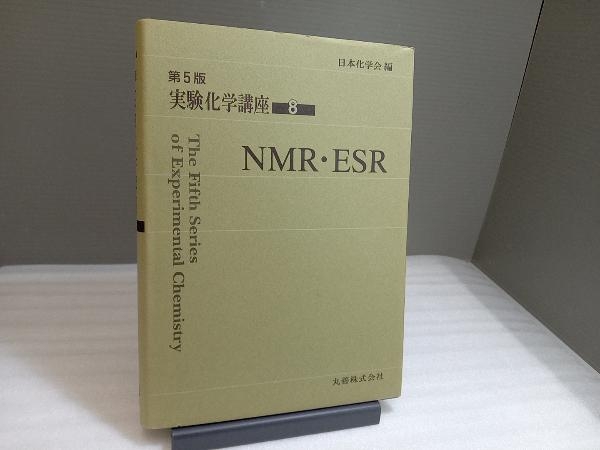 日本化学会 編
第5版
実験化学講座 8
NMR・ESR
The Fifth Series
of Experimental Chemistry
丸善株式会社